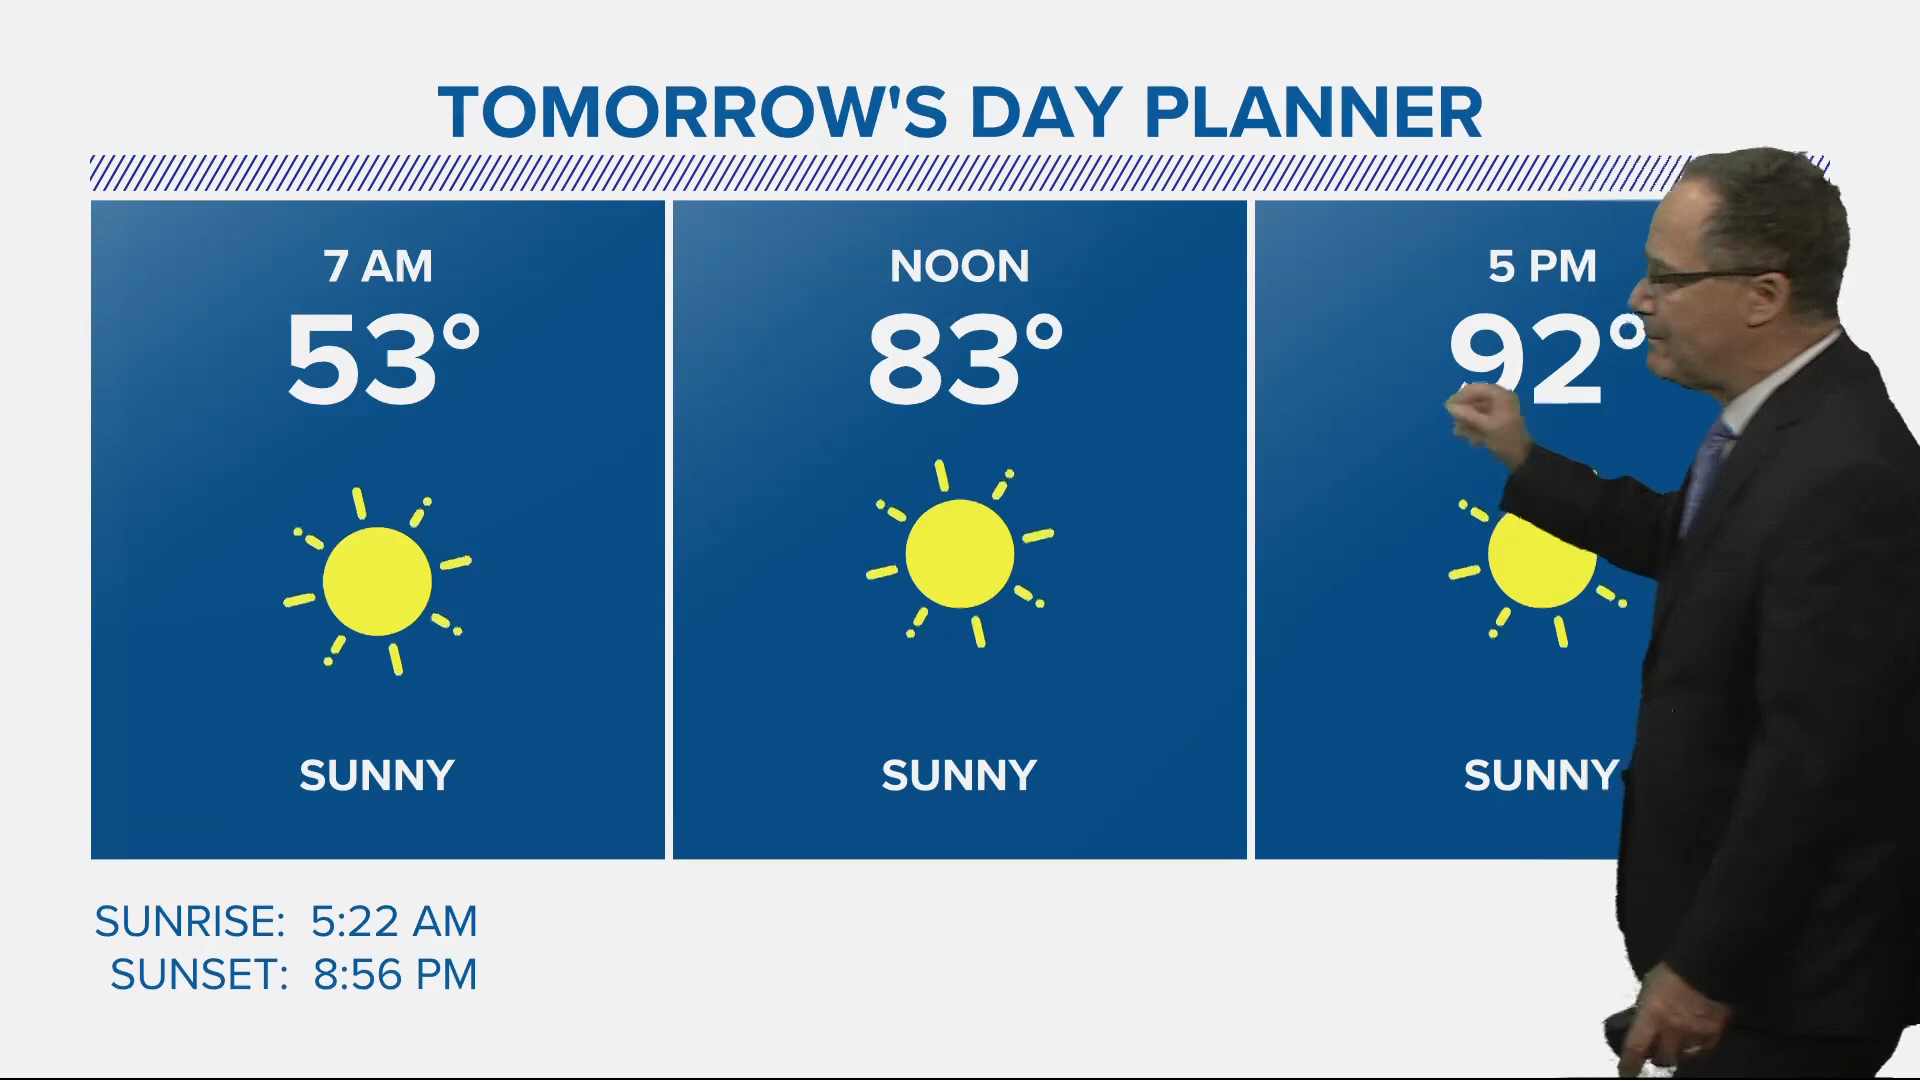 TOMORROW'S DAY PLANNER
7 AM
53°
SUNNY
NOON
83°
SUNNY
5 PM
92°
SUNNY
SUNRISE: 5:22 AM
SUNSET: 8:56 PM